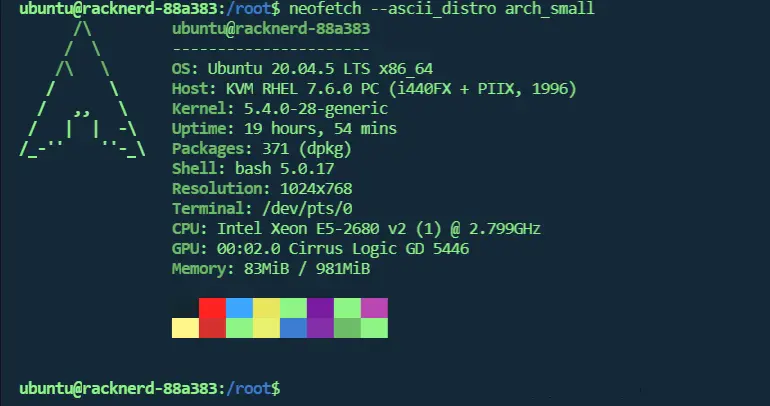 ubuntu@racknerd-88a383:/root$ neofetch --ascii_distro arch_small
ubuntu@racknerd-88a383
----------------------
OS: Ubuntu 20.04.5 LTS x86_64
Host: KVM RHEL 7.6.0 PC (i440FX + PIIX, 1996)
Kernel: 5.4.0-28-generic
Uptime: 19 hours, 54 mins
Packages: 371 (dpkg)
Shell: bash 5.0.17
Resolution: 1024x768
Terminal: /dev/pts/0
CPU: Intel Xeon E5-2680 v2 (1) @ 2.799GHz
GPU: 00:02.0 Cirrus Logic GD 5446
Memory: 83MiB / 981MiB
ubuntu@racknerd-88a383:/root$